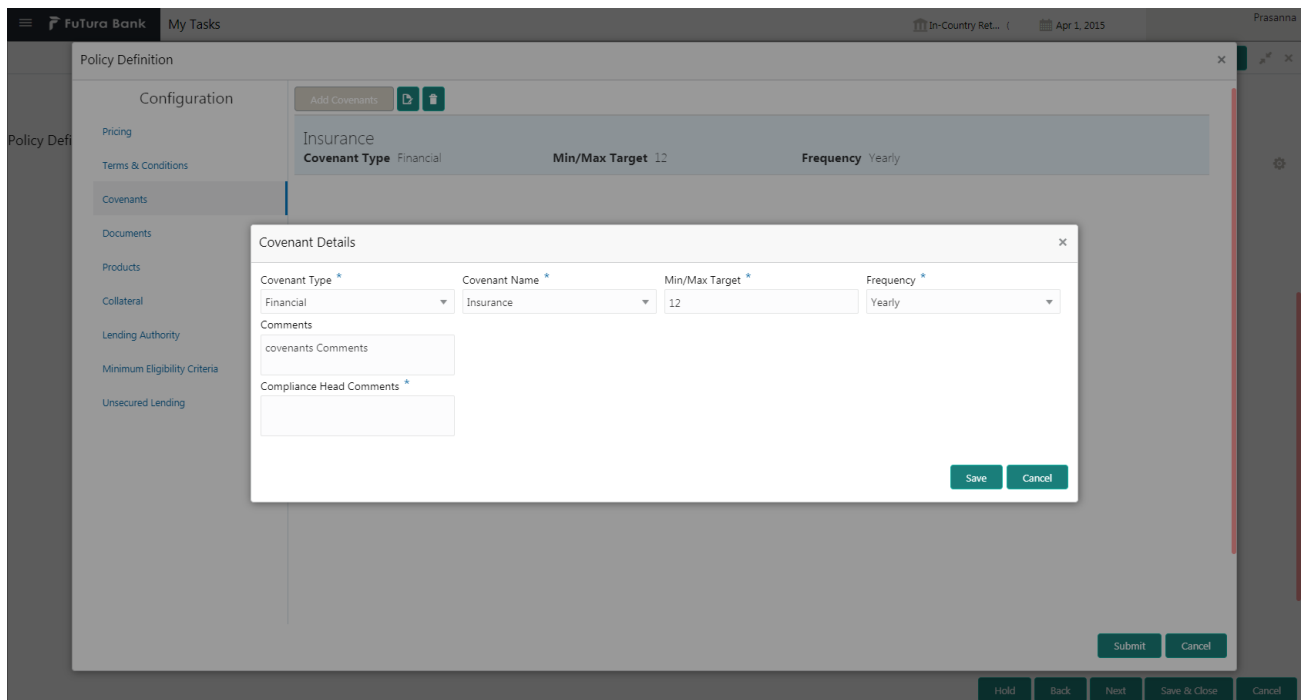 FuTura Bank My Tasks In-Country Ret... ( Apr 1, 2015 Prasanna
Policy Definition
Configuration
Add Covenants
Pricing
Policy Defi
Insurance
Covenant Type Financial Min/Max Target 12 Frequency Yearly
Terms & Conditions
Covenants
Documents
Products
Collateral
Lending Authority
Minimum Eligibility Criteria
Unsecured Lending
Covenant Details
Covenant Type * Covenant Name * Min/Max Target * Frequency *
Financial Insurance 12 Yearly
Comments
covenants Comments
Compliance Head Comments *
Save Cancel
Submit Cancel
Hold Back Next Save & Close Cancel